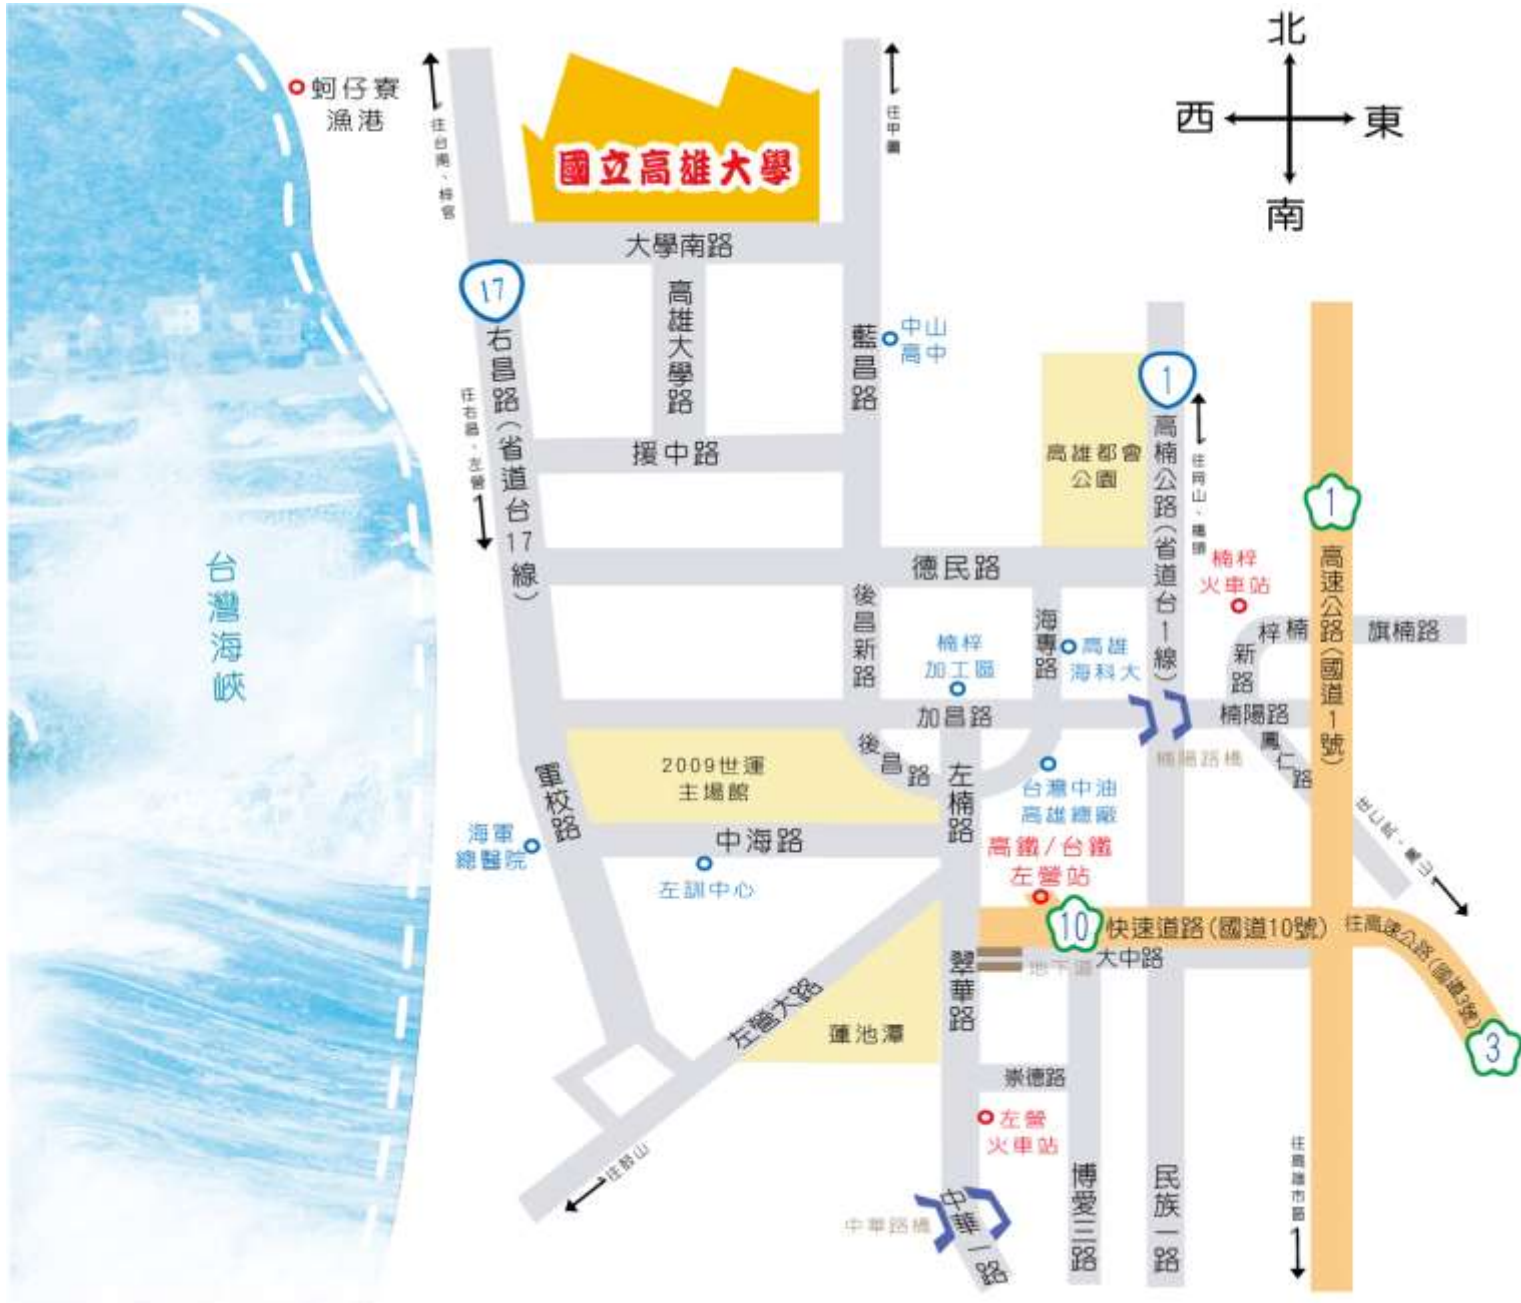 北
西
東
南
蚵仔寮
漁港
往台南、梓官
國立高雄大學
往甲圍
大學南路
17
右昌路(省道台17線)
高雄大學路
藍昌路
中山
高中
1
往右昌、左營
援中路
高雄都會
公園
高楠公路(省道台1線)
往岡山、橋頭
1
台灣海峽
德民路
楠梓
火車站
高速公路(國道1號)
後昌新路
海專路
楠梓
加工區
高雄
海科大
梓楠
新路
旗楠路
加昌路
楠陽路
楠陽路橋
鳳仁路
2009世運
主場館
後昌路
左楠路
台灣中油
高雄總廠
軍校路
海軍
總醫院
中海路
左訓中心
高鐵/台鐵
左營站
10
快速道路(國道10號)
往高速公路(國道3號)
3
大中路
地下道
翠華路
左營大路
蓮池潭
崇德路
左營
火車站
往鼓山
中華路橋
中華一路
博愛三路
民族一路
往高雄市區